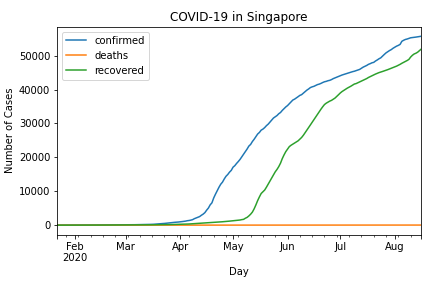 COVID-19 in Singapore
confirmed
deaths
recovered
Number of Cases
50000
40000
30000
20000
10000
0
Feb
2020
Mar
Apr
May
Jun
Jul
Aug
Day